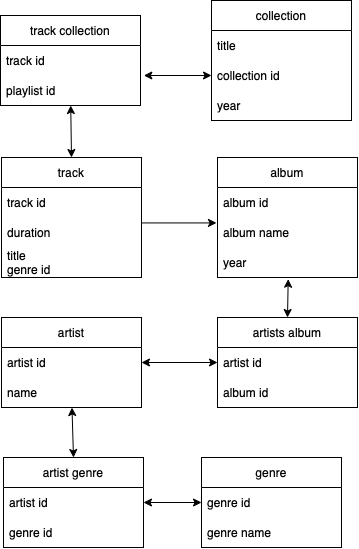 track collection
track id
playlist id
collection
title
collection id
year
track
track id
duration
title
genre id
album
album id
album name
year
artist
artist id
name
artists album
artist id
album id
artist genre
artist id
genre id
genre
genre id
genre name